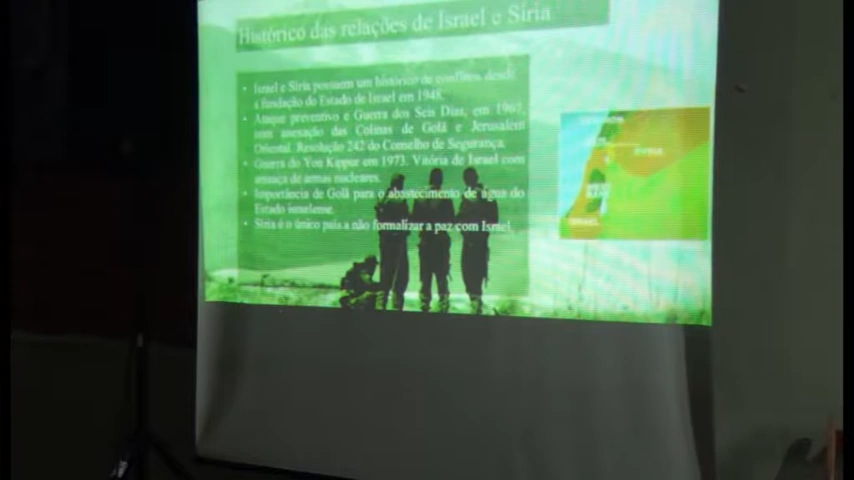 Histórico das relações de Israel e Síria
• Israel e Síria possuem um histórico de conflitos desde
a fundação do Estado de Israel em 1948.
• Ataque preventivo e Guerra dos Seis Dias, em 1967,
com anexação das Colinas de Golã e Jerusalém
Oriental. Resolução 242 do Conselho de Segurança.
• Guerra do Yon Kippur em 1973. Vitória de Israel com
ameaça de armas nucleares.
• Importância de Golã para o abastecimento de água do
Estado israelense.
• Síria é o único país a não formalizar a paz com Israel.
ISRAEL